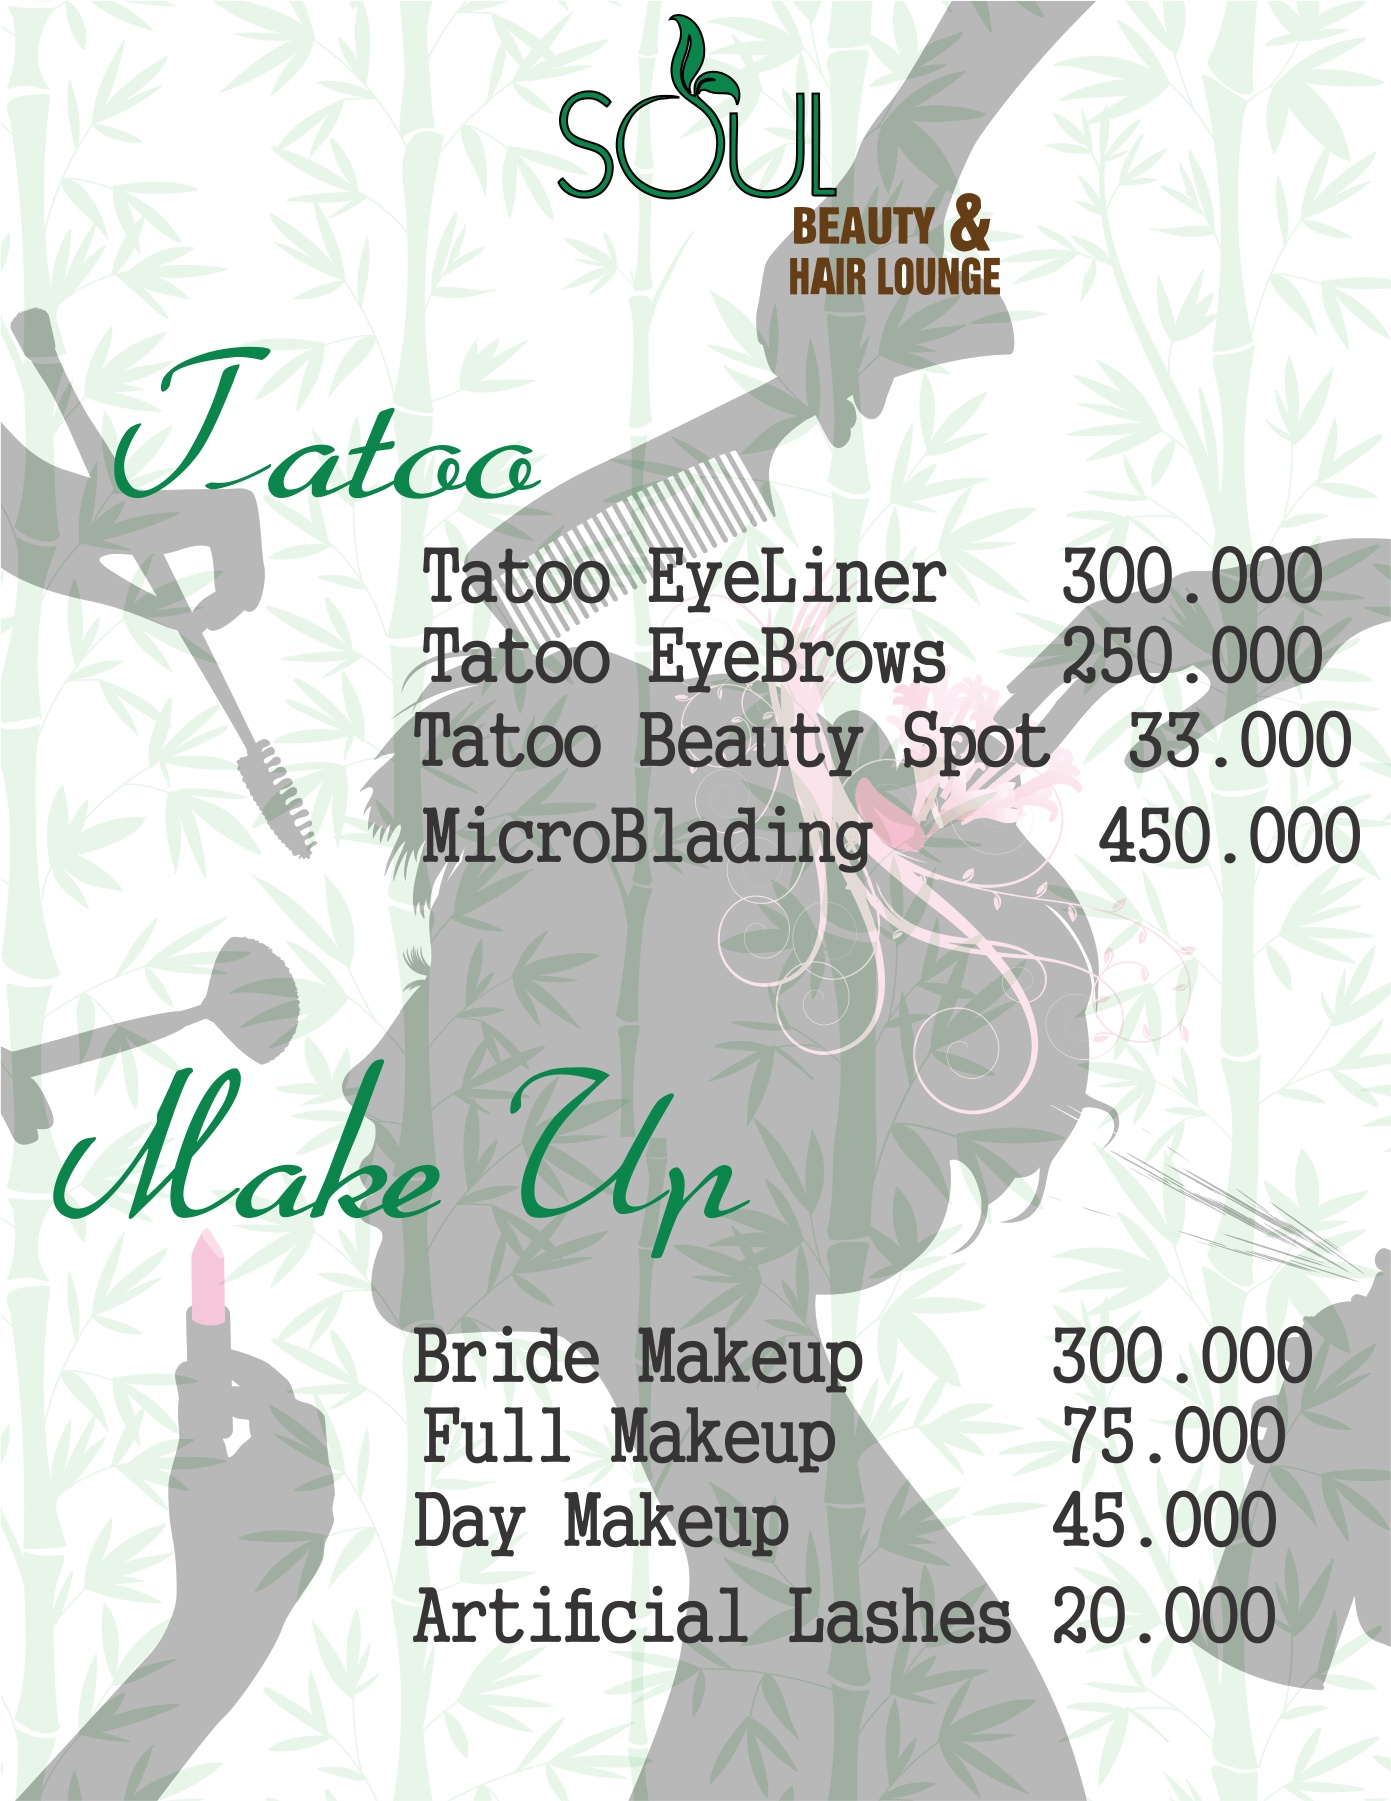 SOUL
BEAUTY &
HAIR LOUNGE
Tatoo
Tatoo EyeLiner 300.000
Tatoo EyeBrows 250.000
Tatoo Beauty Spot 33.000
MicroBlading 450.000
Make Up
Bride Makeup 300.000
Full Makeup 75.000
Day Makeup 45.000
Artificial Lashes 20.000